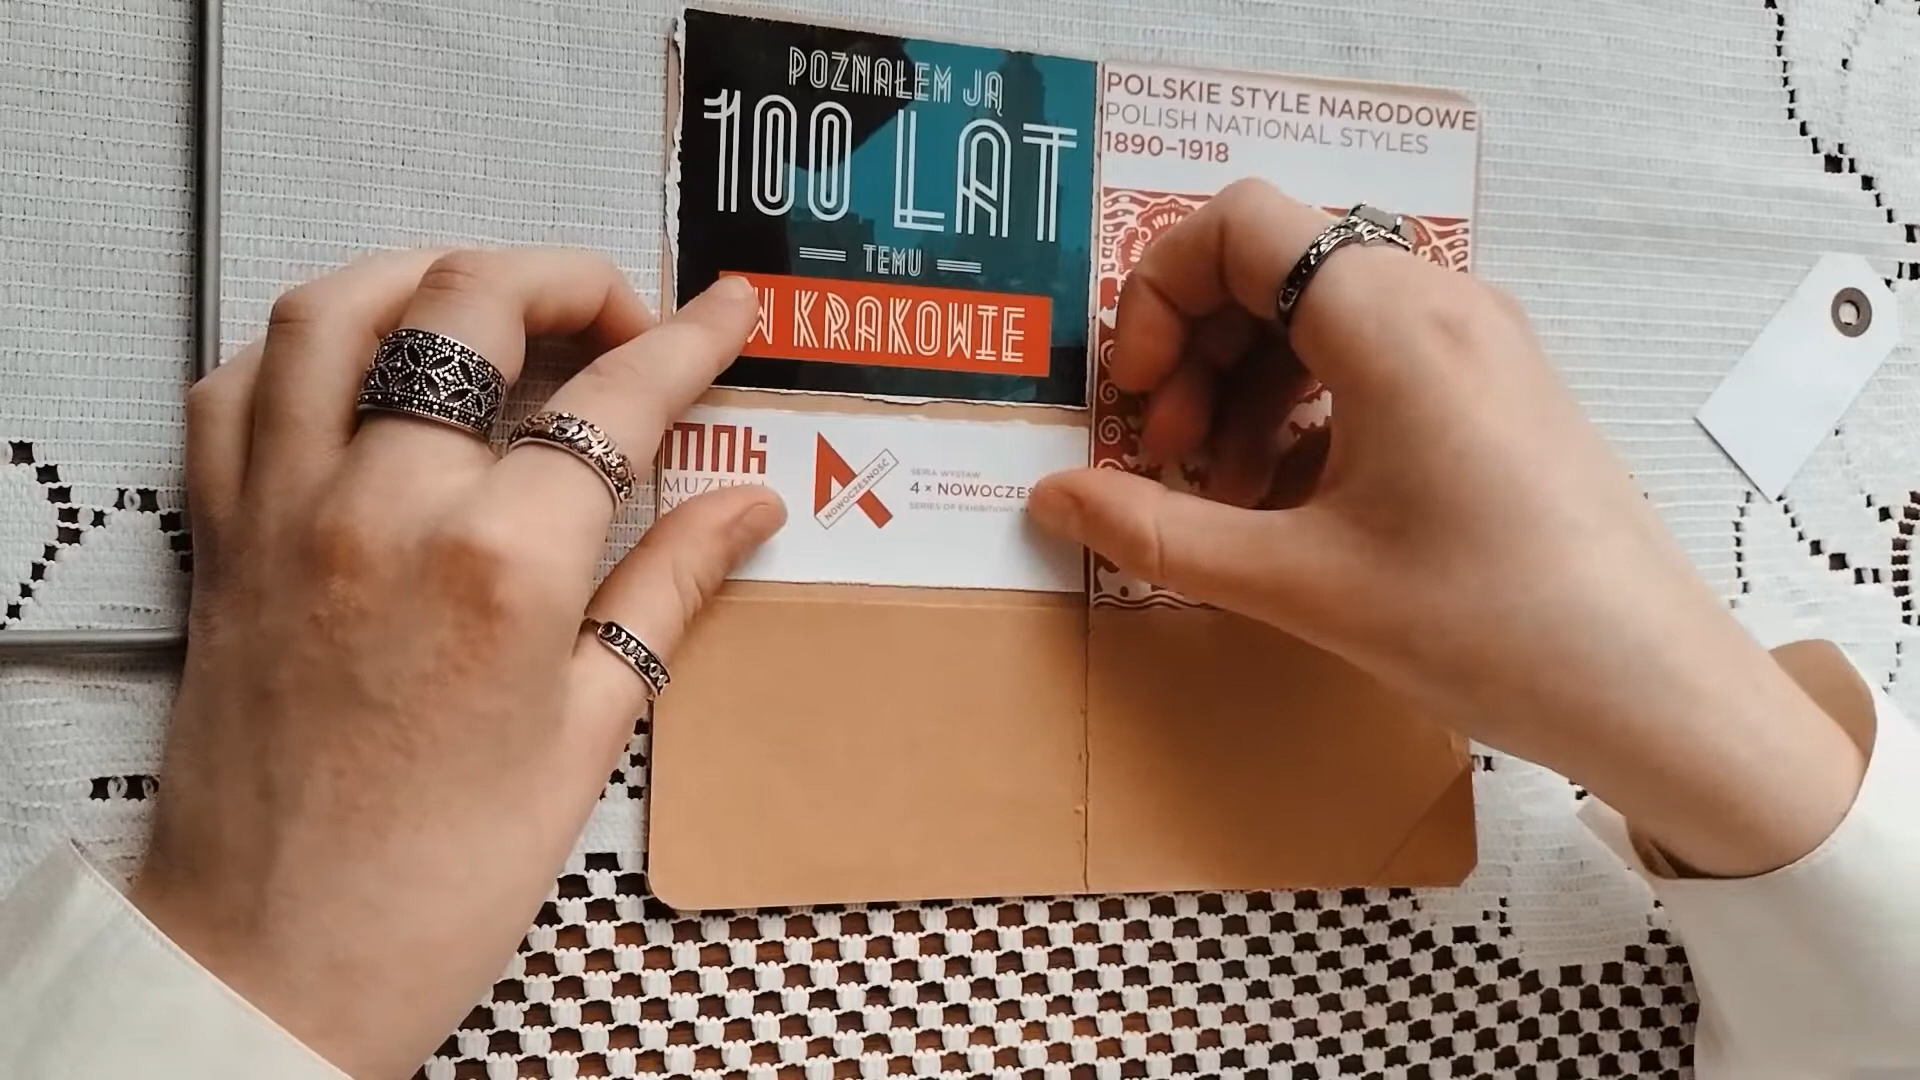 POZNAŁEM JĄ
100 LAT
TEMU
W KRAKOWIE
POLSKIE STYLE NARODOWE
POLISH NATIONAL STYLES
1890–1918
mnk
NOWOCZESNOŚĆ
SERIA WYSTAW
4 × NOWOCZES
SERIES OF EXHIBITIONS